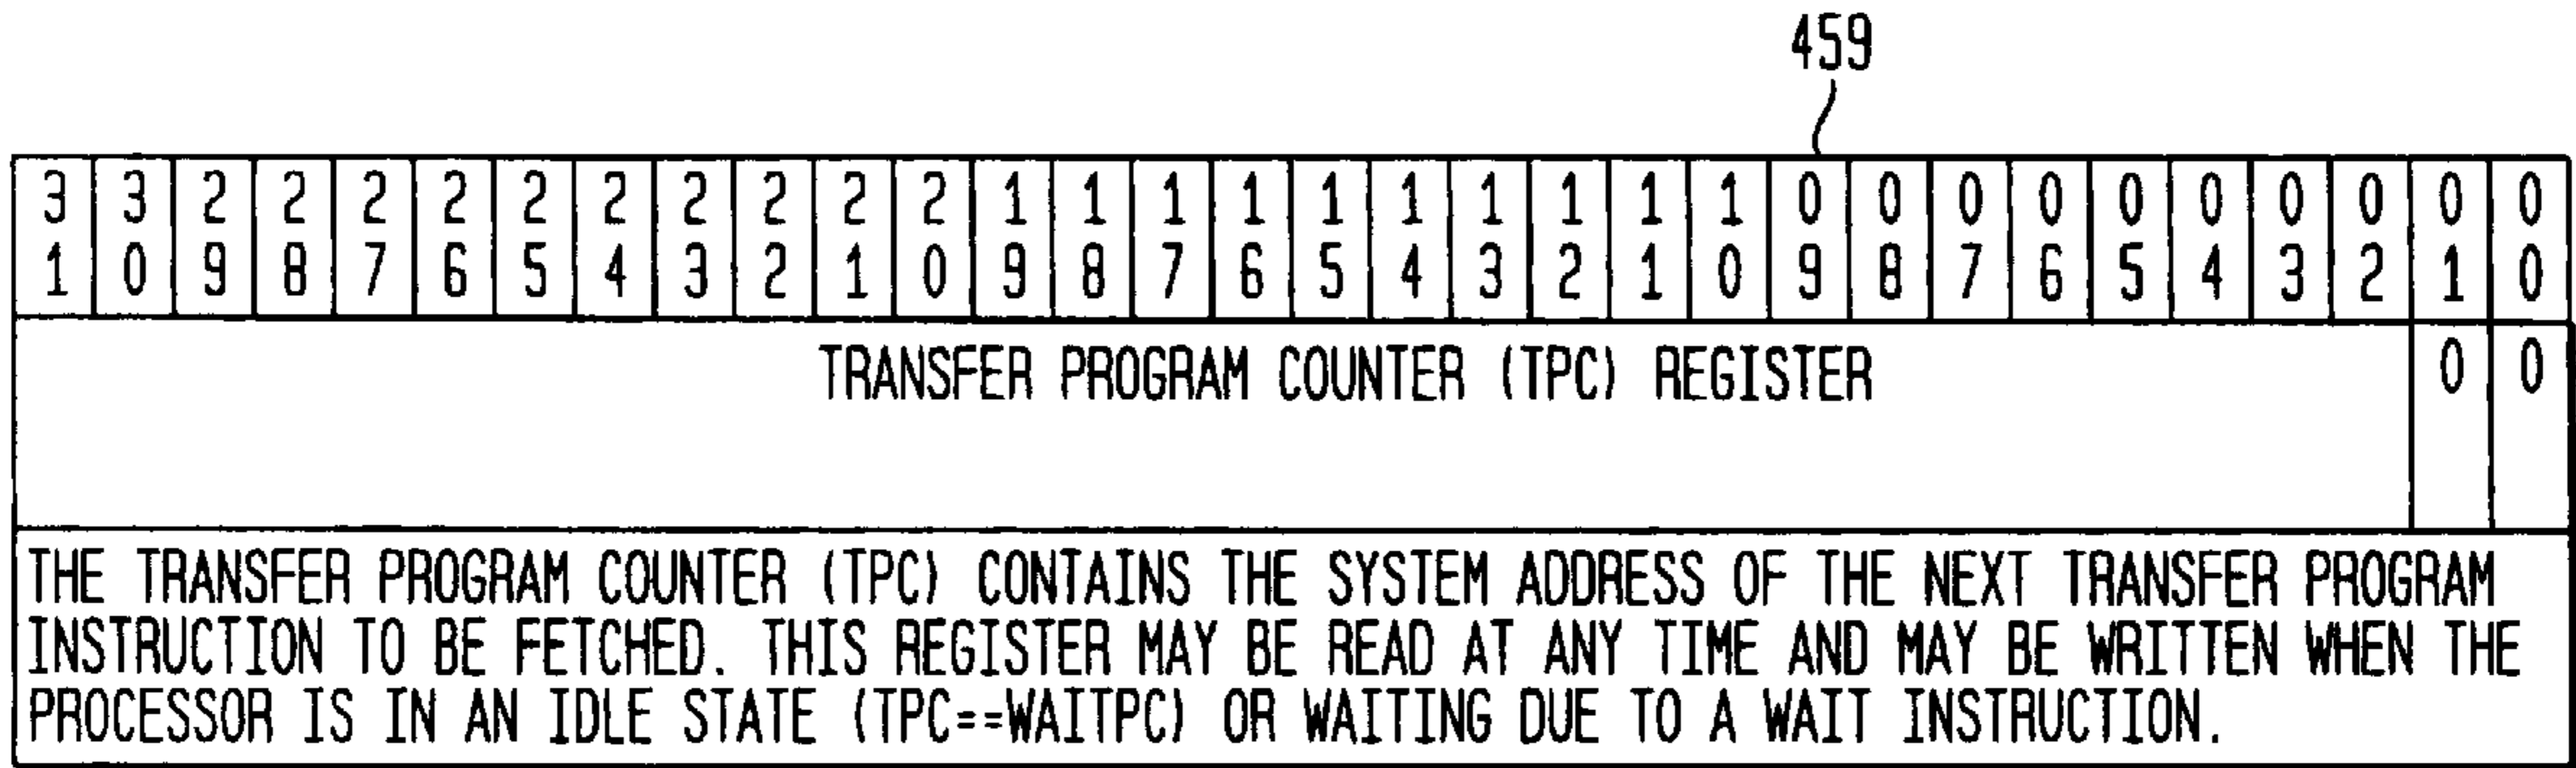 459
3 3 2 2 2 2 2 2 2 2 2 2 1 1 1 1 1 1 1 1 1 1 0 0 0 0 0 0 0 0 0 0
1 0 9 8 7 6 5 4 3 2 1 0 9 8 7 6 5 4 3 2 1 0 9 8 7 6 5 4 3 2 1 0
TRANSFER PROGRAM COUNTER (TPC) REGISTER 0 0
THE TRANSFER PROGRAM COUNTER (TPC) CONTAINS THE SYSTEM ADDRESS OF THE NEXT TRANSFER PROGRAM
INSTRUCTION TO BE FETCHED. THIS REGISTER MAY BE READ AT ANY TIME AND MAY BE WRITTEN WHEN THE
PROCESSOR IS IN AN IDLE STATE (TPC==WAITPC) OR WAITING DUE TO A WAIT INSTRUCTION.